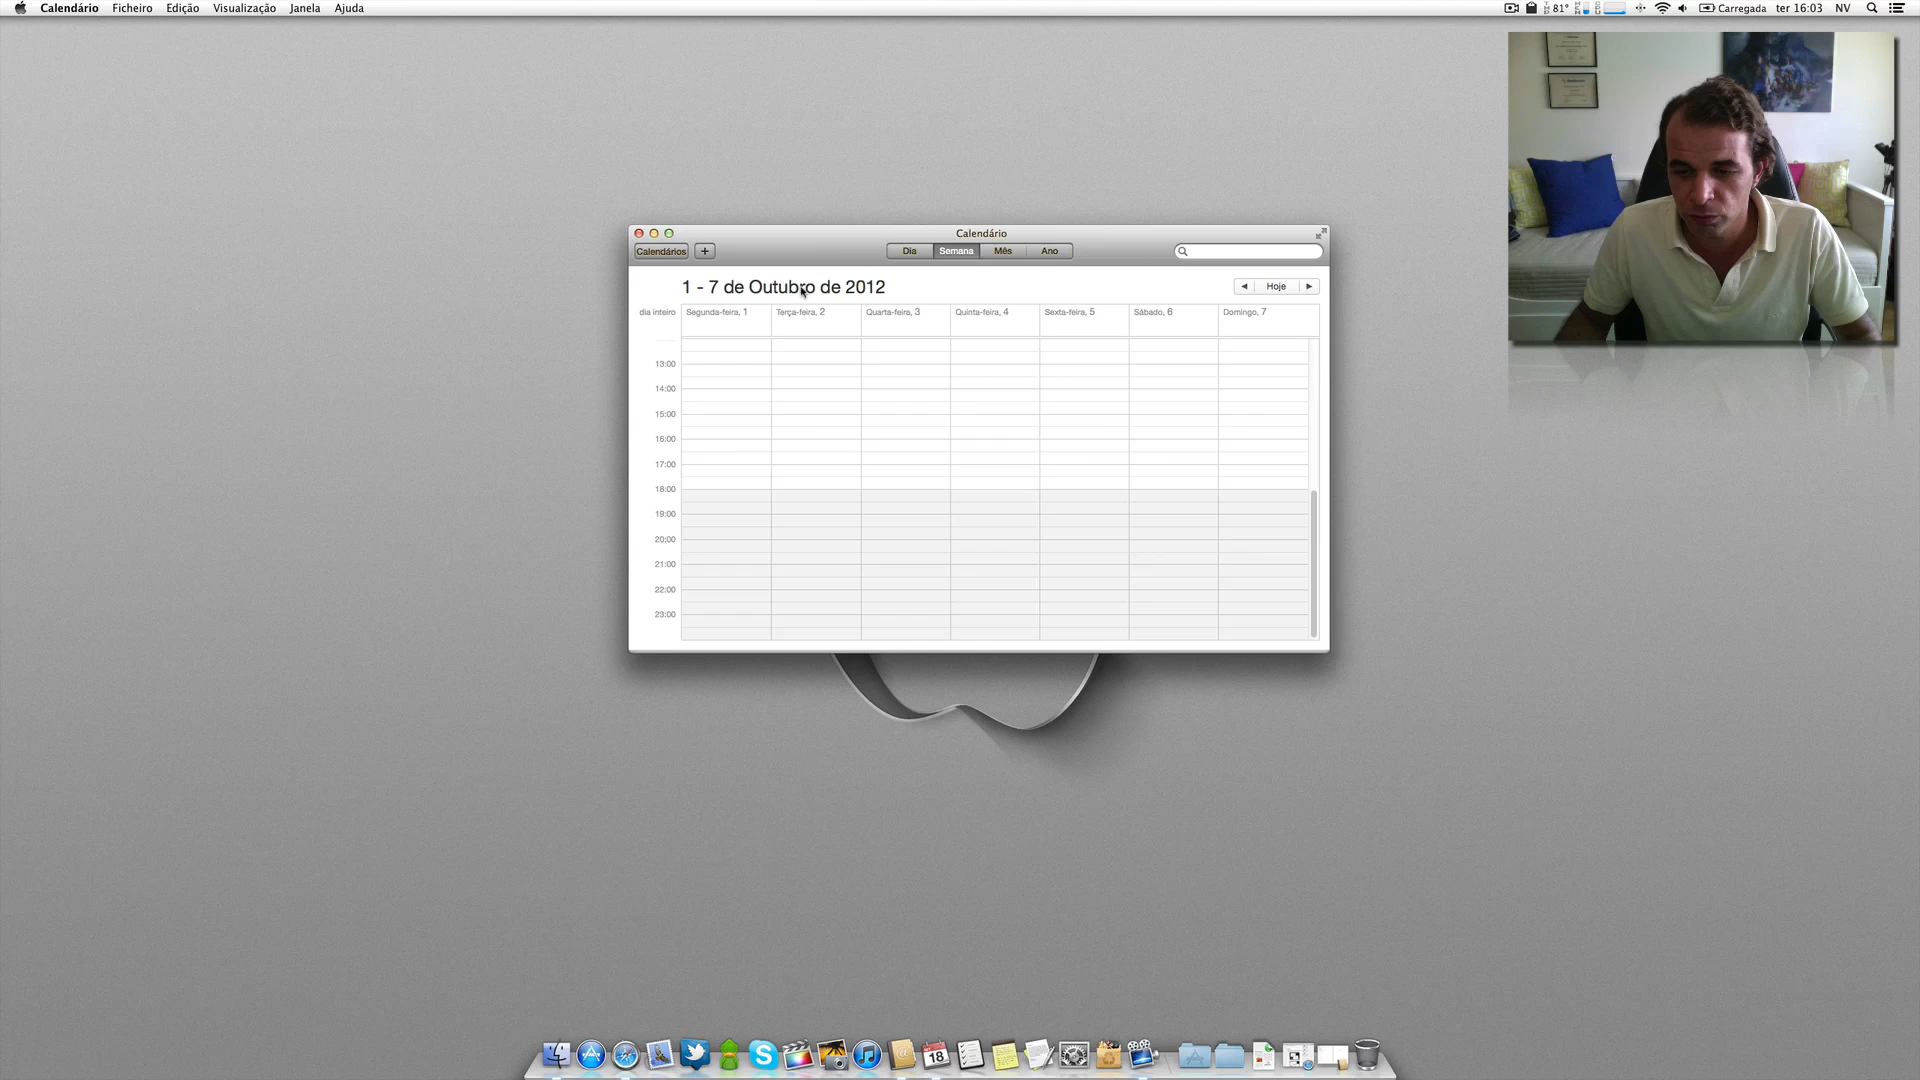 Calendário Ficheiro Edição Visualização Janela Ajuda
81° Carregada ter 16:03 NV
Calendário
Calendários + Dia Semana Mês Ano
1 - 7 de Outubro de 2012
Hoje
dia inteiro Segunda-feira, 1 Terça-feira, 2 Quarta-feira, 3 Quinta-feira, 4 Sexta-feira, 5 Sábado, 6 Domingo, 7
13:00
14:00
15:00
16:00
17:00
18:00
19:00
20:00
21:00
22:00
23:00
18